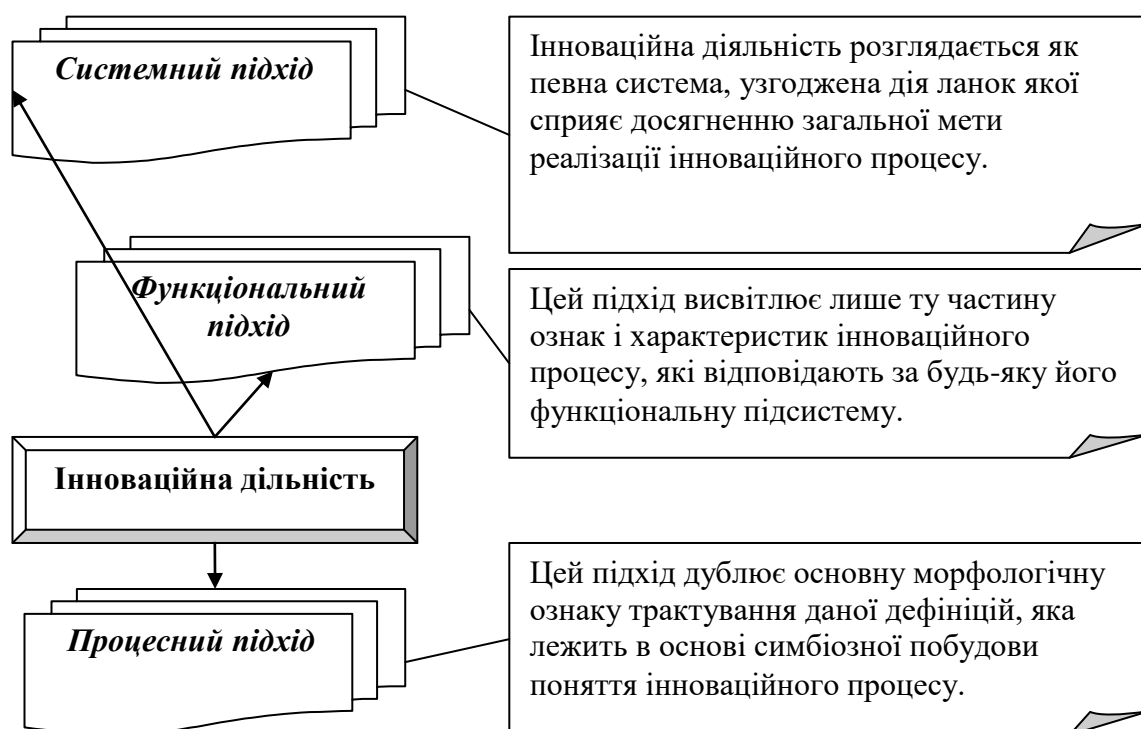 Системний підхід
Інноваційна діяльність розглядається як
певна система, узгоджена дія ланок якої
сприяє досягненню загальної мети
реалізації інноваційного процесу.
Функціональний
підхід
Цей підхід висвітлює лише ту частину
ознак і характеристик інноваційного
процесу, які відповідають за будь-яку його
функціональну підсистему.
Інноваційна дільність
Процесний підхід
Цей підхід дублює основну морфологічну
ознаку трактування даної дефініцій, яка
лежить в основі симбіозної побудови
поняття інноваційного процесу.